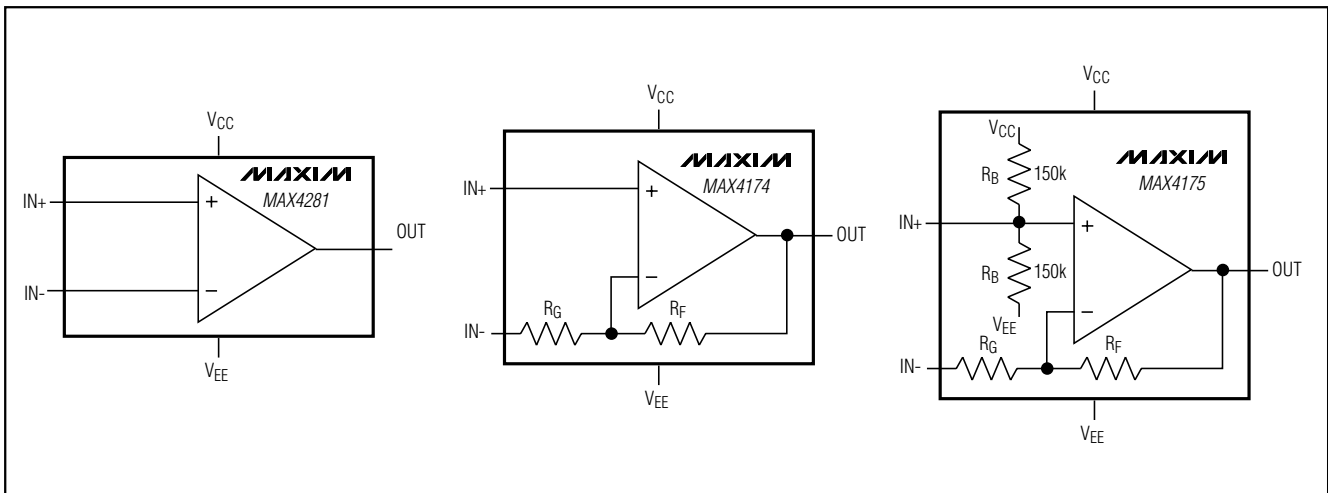 VCC
MAXIM
MAX4281
IN+
+
OUT
IN-
−
VEE
VCC
MAXIM
MAX4174
IN+
+
OUT
−
RG
RF
IN-
VEE
VCC
VCC
MAXIM
MAX4175
RB
150k
IN+
+
RB
150k
OUT
VEE
−
RG
RF
IN-
VEE